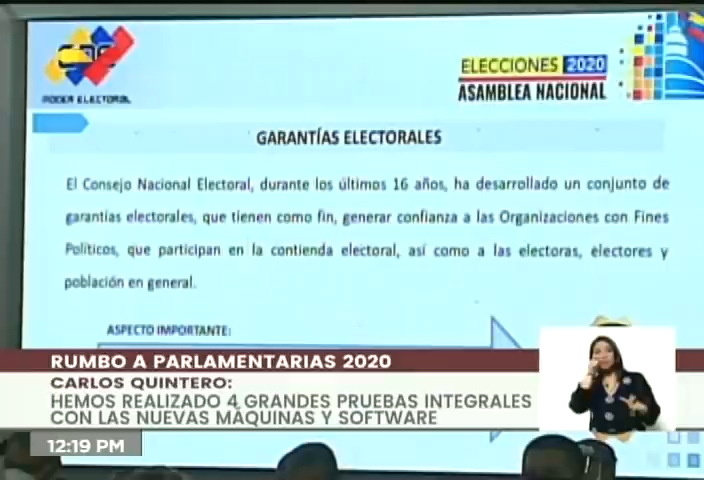 cne
PODER ELECTORAL
ELECCIONES 2020
ASAMBLEA NACIONAL
GARANTÍAS ELECTORALES
El Consejo Nacional Electoral, durante los últimos 16 años, ha desarrollado un conjunto de
garantías electorales, que tienen como fin, generar confianza a las Organizaciones con Fines
Políticos, que participan en la contienda electoral, así como a las electoras, electores y
población en general.
ASPECTO IMPORTANTE:
RUMBO A PARLAMENTARIAS 2020
CARLOS QUINTERO:
HEMOS REALIZADO 4 GRANDES PRUEBAS INTEGRALES
CON LAS NUEVAS MÁQUINAS Y SOFTWARE
12:19 PM